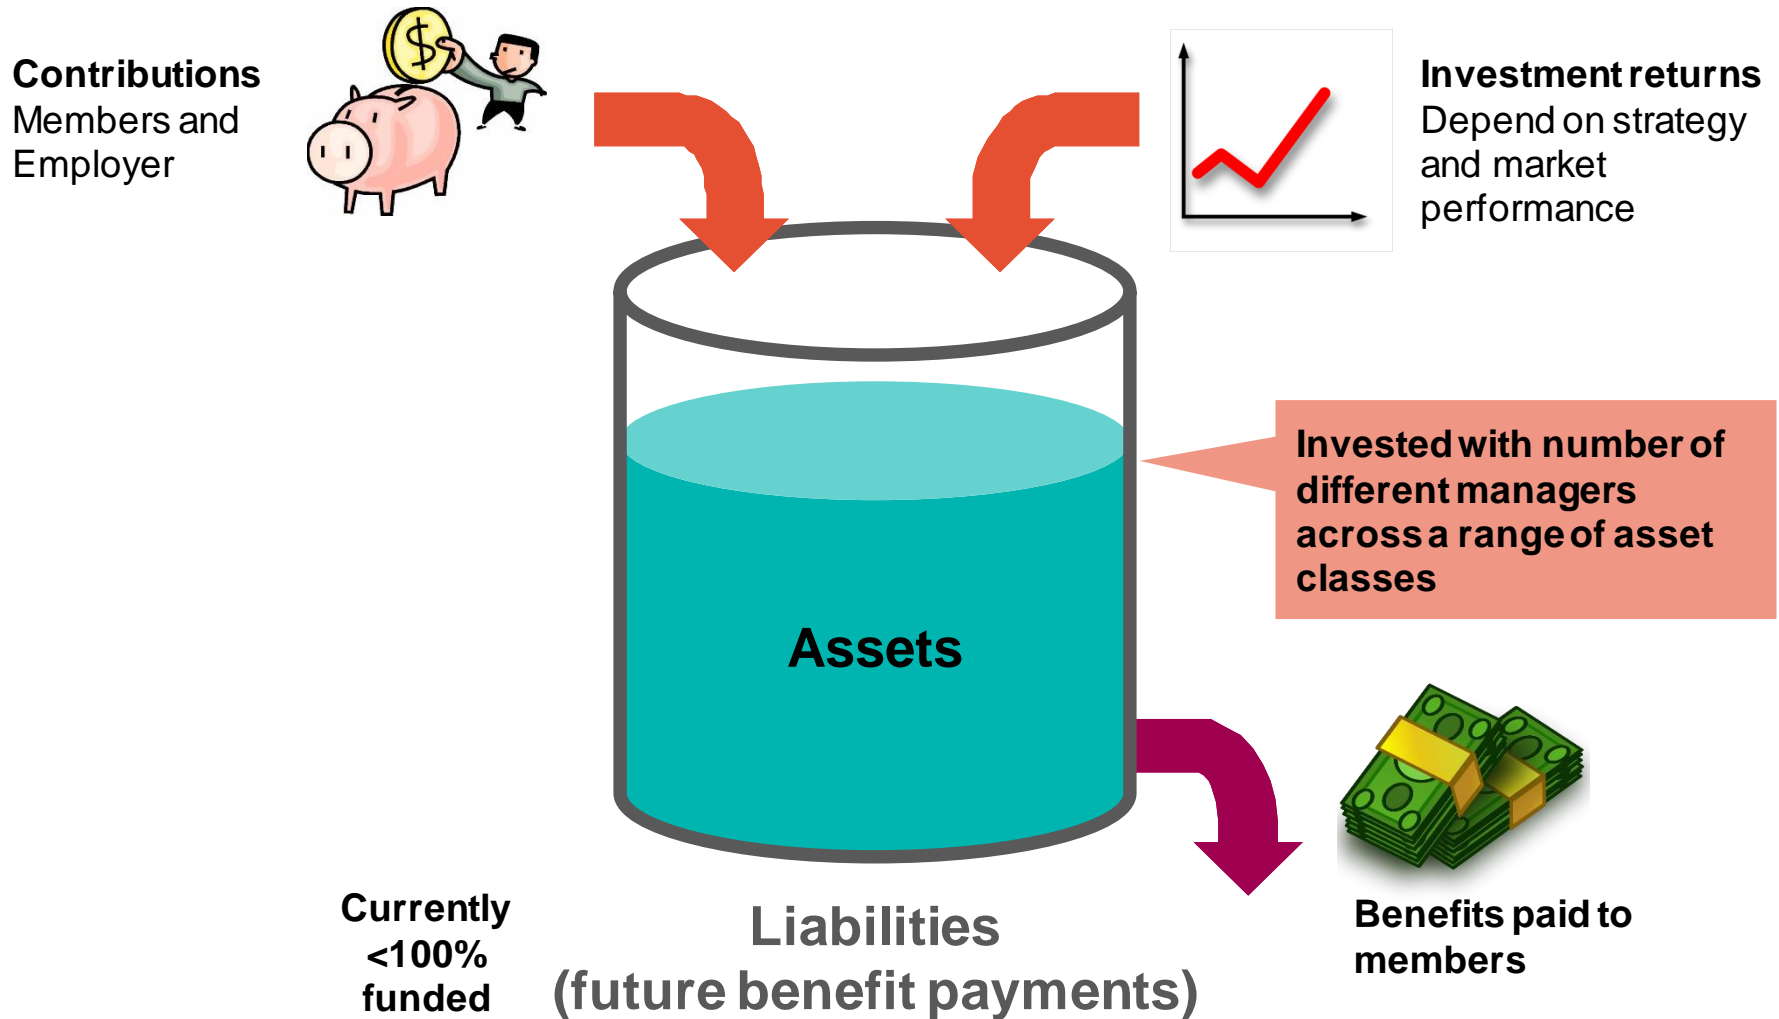 Contributions
Members and
Employer
$
Investment returns
Depend on strategy
and market
performance
Invested with number of
different managers
across a range of asset
classes
Assets
Currently
<100%
funded
Liabilities
(future benefit payments)
Benefits paid to
members